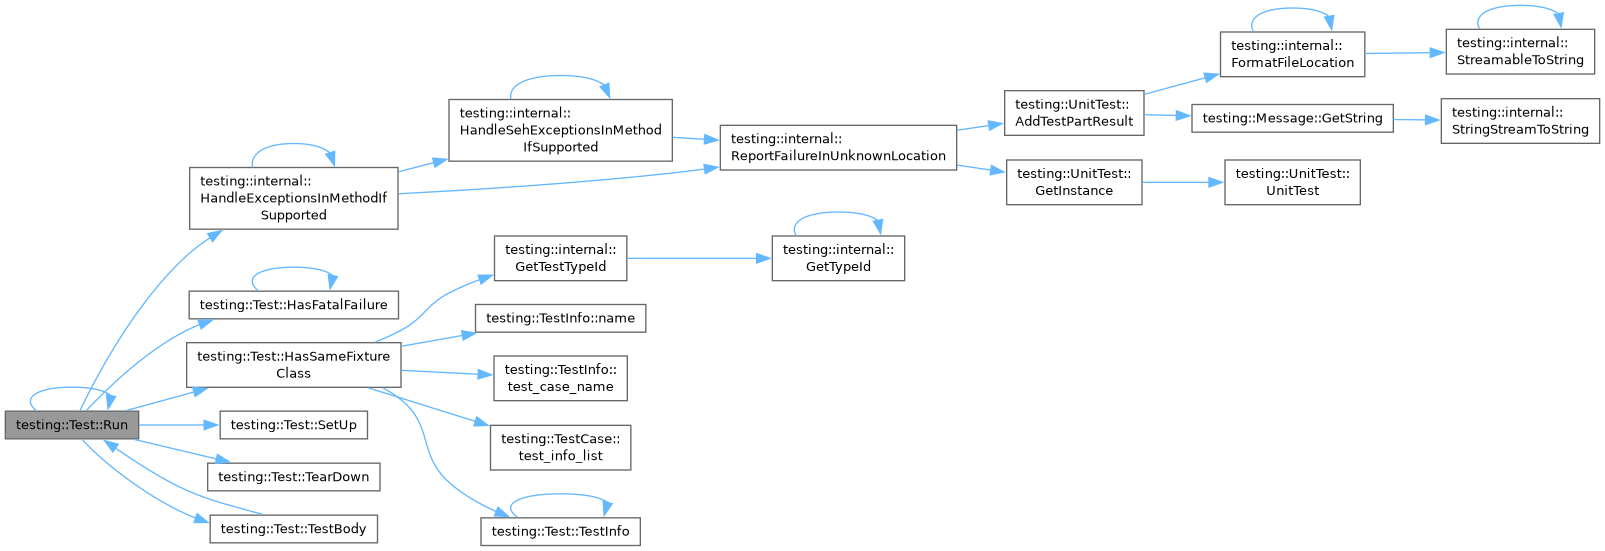 testing::internal::
FormatFileLocation
testing::internal::
StreamableToString
testing::internal::
HandleSehExceptionsInMethod
IfSupported
testing::UnitTest::
AddTestPartResult
testing::Message::GetString
testing::internal::
StringStreamToString
testing::internal::
ReportFailureInUnknownLocation
testing::internal::
HandleExceptionsInMethodIf
Supported
testing::UnitTest::
GetInstance
testing::UnitTest::
UnitTest
testing::internal::
GetTestTypeId
testing::internal::
GetTypeId
testing::Test::HasFatalFailure
testing::TestInfo::name
testing::Test::HasSameFixture
Class
testing::TestInfo::
test_case_name
testing::Test::Run
testing::Test::SetUp
testing::TestCase::
test_info_list
testing::Test::TearDown
testing::Test::TestBody
testing::Test::TestInfo